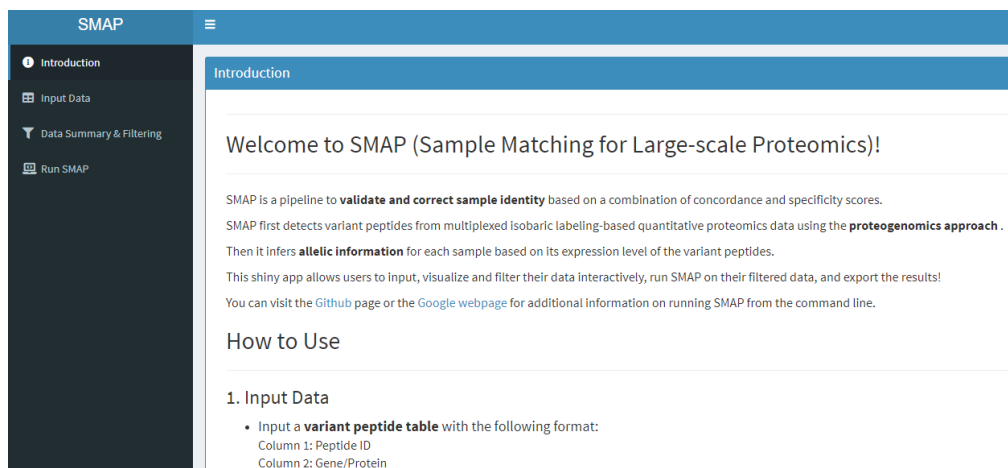 SMAP
Introduction
Input Data
Data Summary & Filtering
Run SMAP
Introduction
Welcome to SMAP (Sample Matching for Large-scale Proteomics)!
SMAP is a pipeline to validate and correct sample identity based on a combination of concordance and specificity scores.
SMAP first detects variant peptides from multiplexed isobaric labeling-based quantitative proteomics data using the proteogenomics approach .
Then it infers allelic information for each sample based on its expression level of the variant peptides.
This shiny app allows users to input, visualize and filter their data interactively, run SMAP on their filtered data, and export the results!
You can visit the Github page or the Google webpage for additional information on running SMAP from the command line.
How to Use
1. Input Data
• Input a variant peptide table with the following format:
Column 1: Peptide ID
Column 2: Gene/Protein